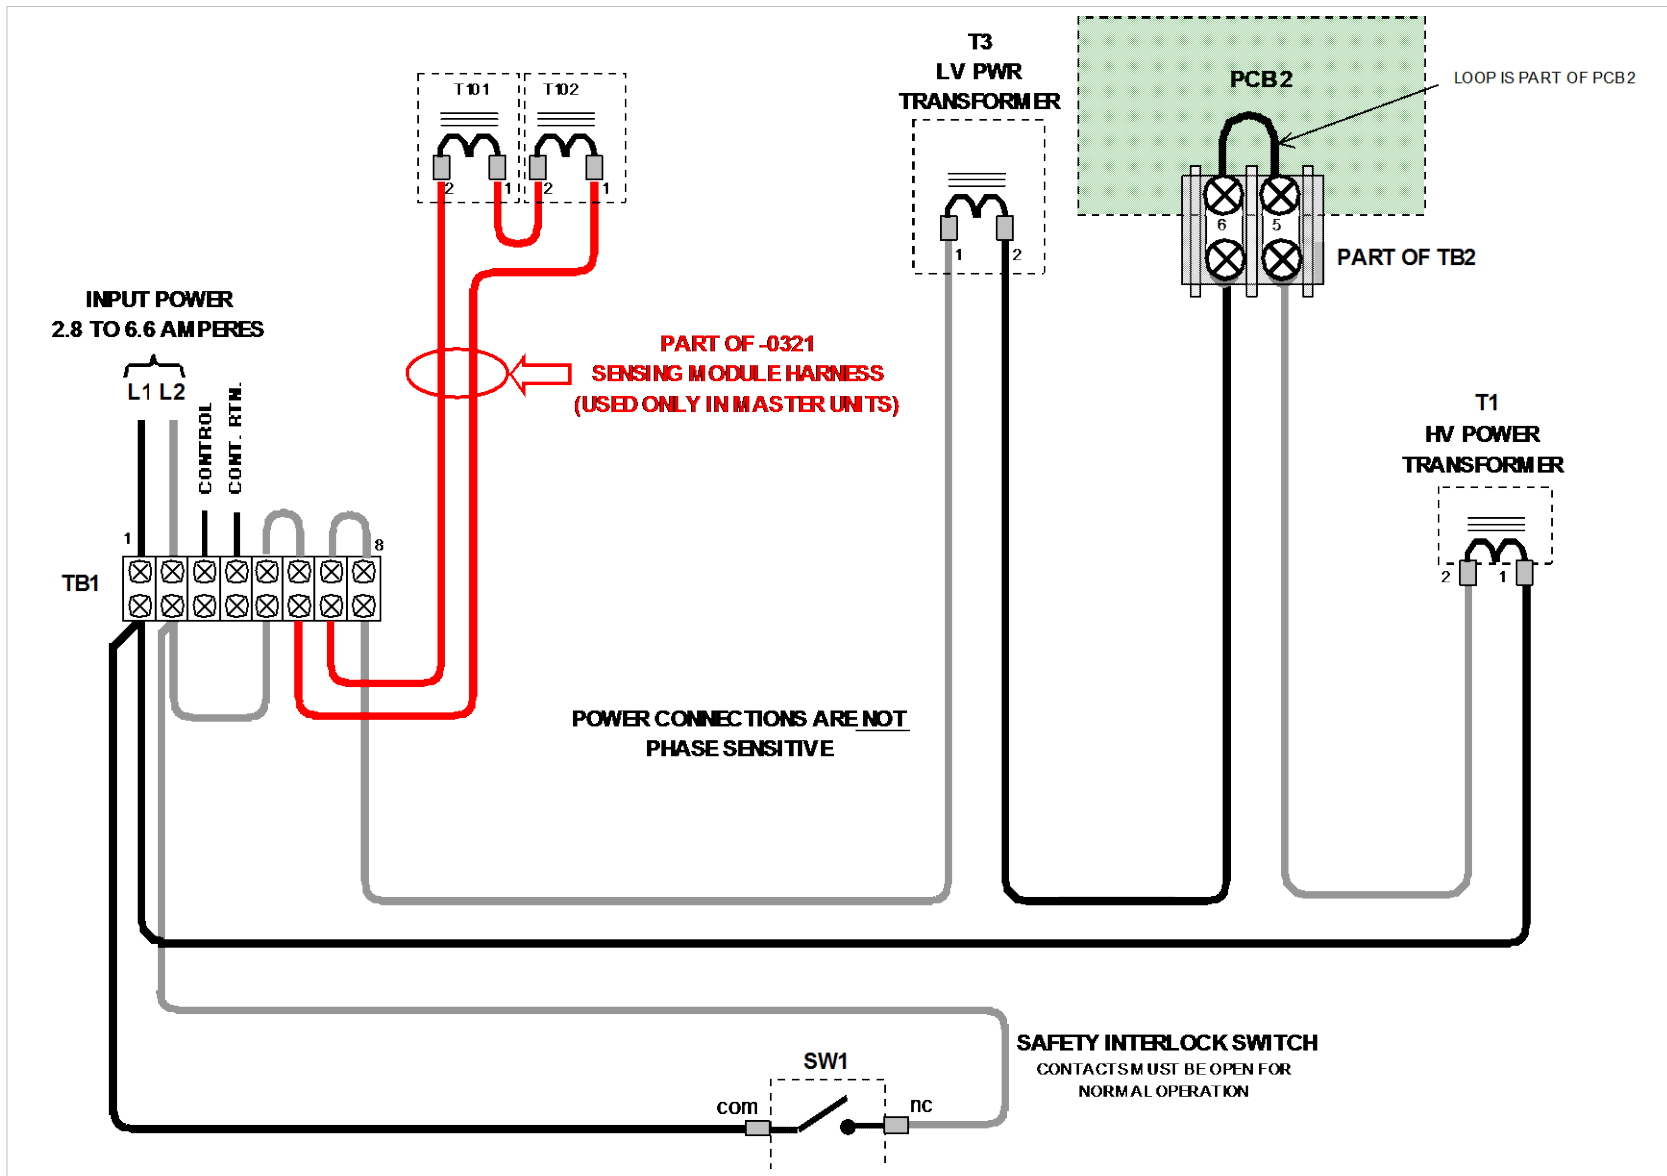 T3
LV PWR
TRANSFORMER
PCB2
LOOP IS PART OF PCB2
T101
T102
2
1
2
1
1
2
6
5
PART OF TB2
INPUT POWER
2.8 TO 6.6 AMPERES
L1 L2
CONTROL
CONT. RTN.
PART OF -0321
SENSING MODULE HARNESS
(USED ONLY IN MASTER UNITS)
T1
HV POWER
TRANSFORMER
2
1
1
8
TB1
POWER CONNECTIONS ARE NOT
PHASE SENSITIVE
SAFETY INTERLOCK SWITCH
CONTACTS MUST BE OPEN FOR
NORMAL OPERATION
SW1
com
nc